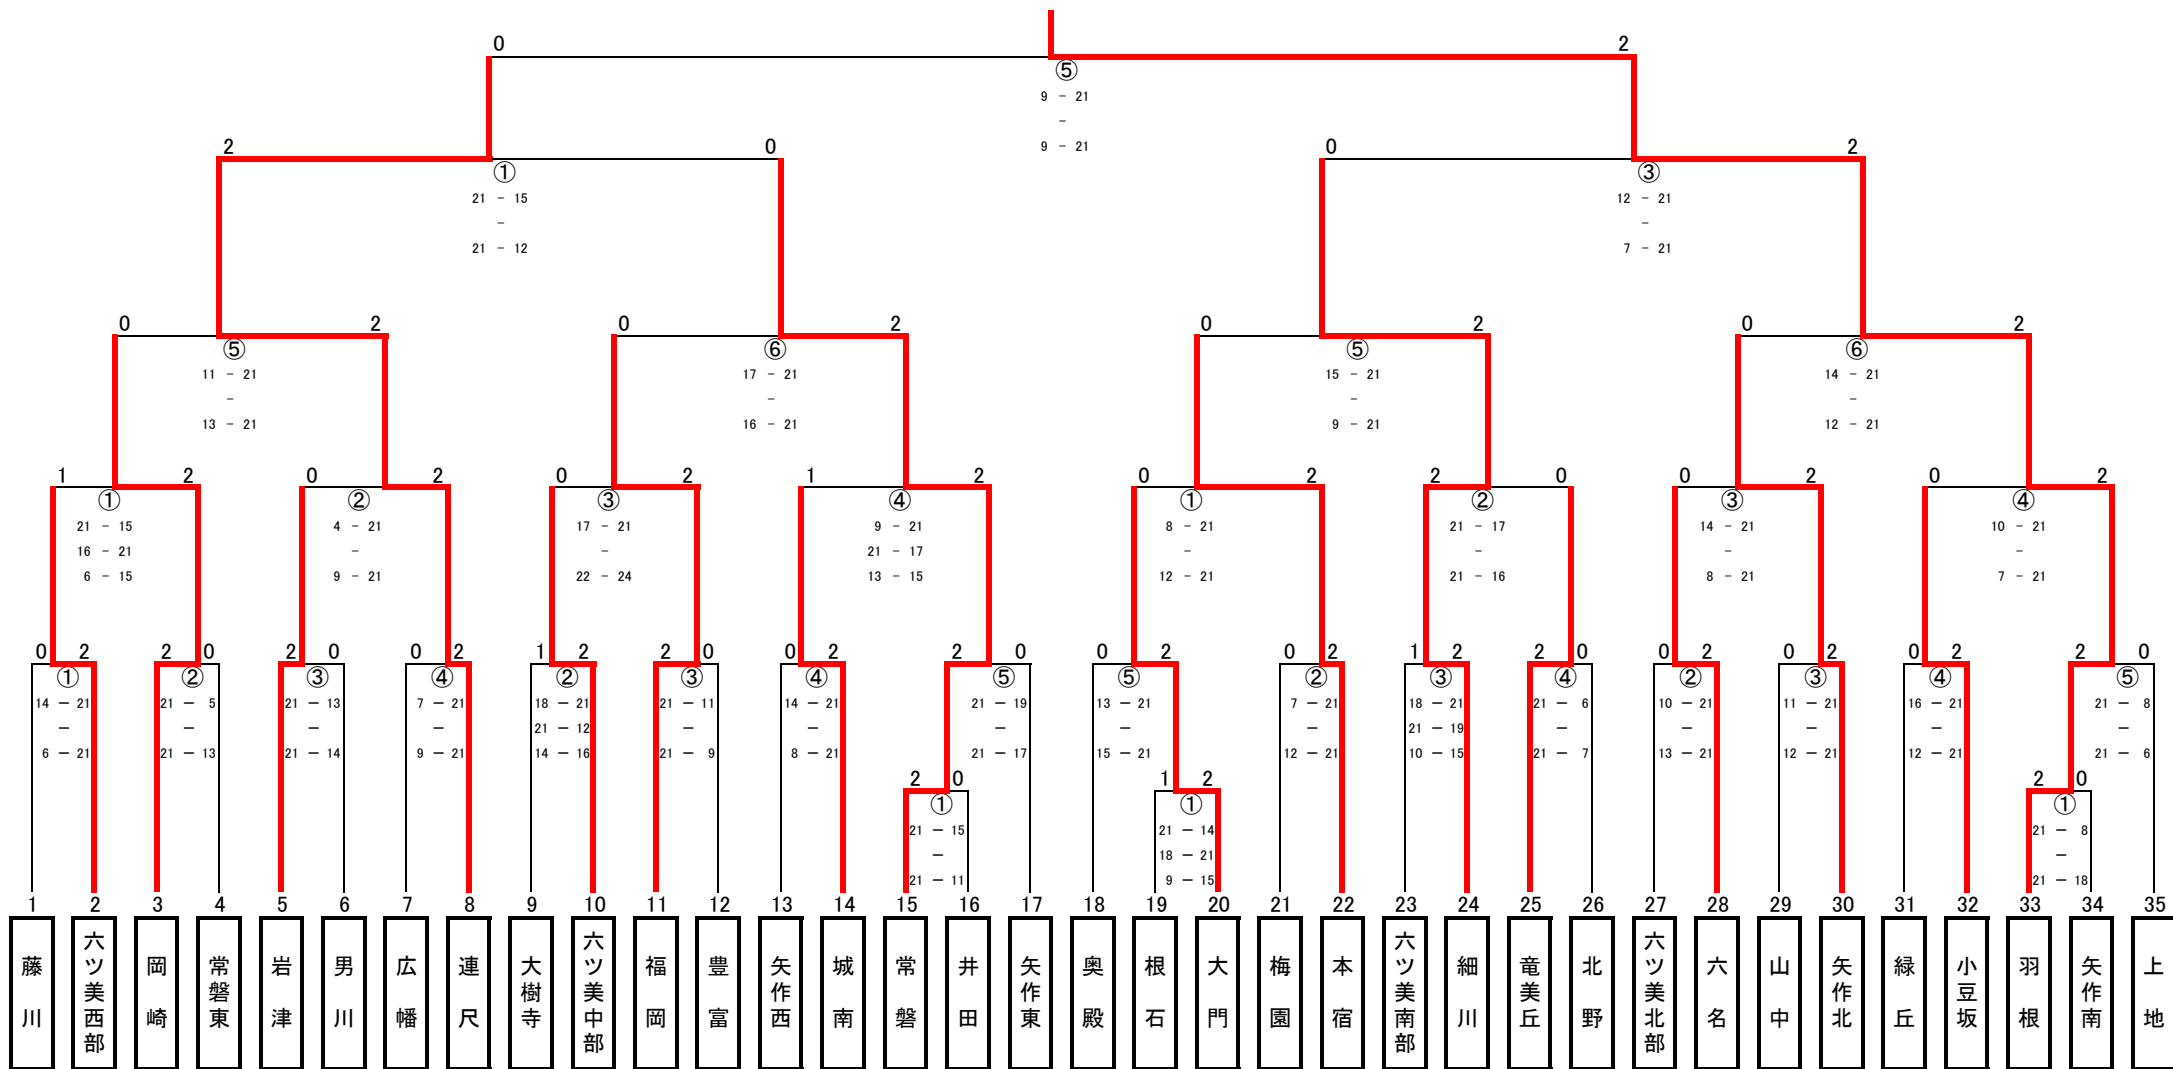 0 2
⑤
9 - 21
-
9 - 21
2 0 0 2
① ③
21 - 15 12 - 21
- -
21 - 12 7 - 21
0 2 0 2 0 2 0 2
⑤ ⑥ ⑤ ⑥
11 - 21 17 - 21 15 - 21 14 - 21
- - - -
13 - 21 16 - 21 9 - 21 12 - 21
1 2 0 2 0 2 1 2 0 2 2 0 0 2 0 2
① ② ③ ④ ① ② ③ ④
21 - 15 4 - 21 17 - 21 9 - 21 8 - 21 21 - 17 14 - 21 10 - 21
16 - 21 - - 21 - 17 - - - -
6 - 15 9 - 21 22 - 24 13 - 15 12 - 21 21 - 16 8 - 21 7 - 21
0 2 2 0 2 0 0 2 1 2 2 0 0 2 2 0 0 2 0 2 1 2 2 0 0 2 0 2 0 2 2 0
① ② ③ ④ ② ③ ④ ⑤ ⑤ ② ③ ④ ② ③ ④ ⑤
14 - 21 21 - 5 21 - 13 7 - 21 18 - 21 21 - 11 14 - 21 21 - 19 13 - 21 7 - 21 18 - 21 21 - 6 10 - 21 11 - 21 16 - 21 21 - 8
- - - - 21 - 12 - - - - - 21 - 19 - - - - -
6 - 21 21 - 13 21 - 14 9 - 21 14 - 16 21 - 9 8 - 21 21 - 17 15 - 21 12 - 21 10 - 15 21 - 7 13 - 21 12 - 21 12 - 21 21 - 6
2 0 1 2 2 0
① ① ①
21 - 15 21 - 14 21 - 8
- 18 - 21 -
21 - 11 9 - 15 21 - 18
1 2 3 4 5 6 7 8 9 10 11 12 13 14 15 16 17 18 19 20 21 22 23 24 25 26 27 28 29 30 31 32 33 34 35
藤川
六ツ美西部
岡崎
常磐東
岩津
男川
広幡
連尺
大樹寺
六ツ美中部
福岡
豊富
矢作西
城南
常磐
井田
矢作東
奥殿
根石
大門
梅園
本宿
六ツ美南部
細川
竜美丘
北野
六ツ美北部
六名
山中
矢作北
緑丘
小豆坂
羽根
矢作南
上地